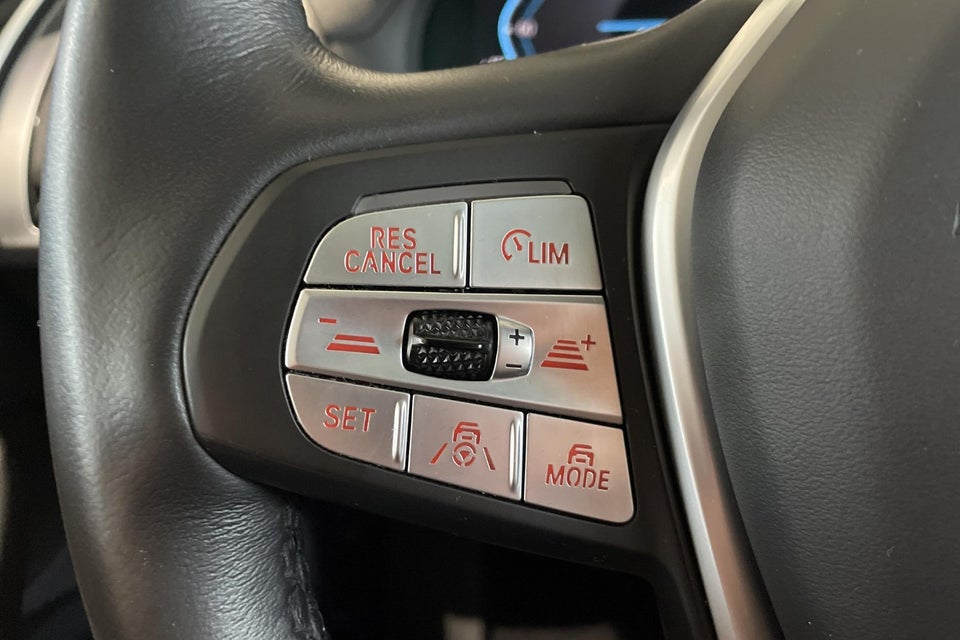 RES
CANCEL
LIM
- + +
-
SET
MODE